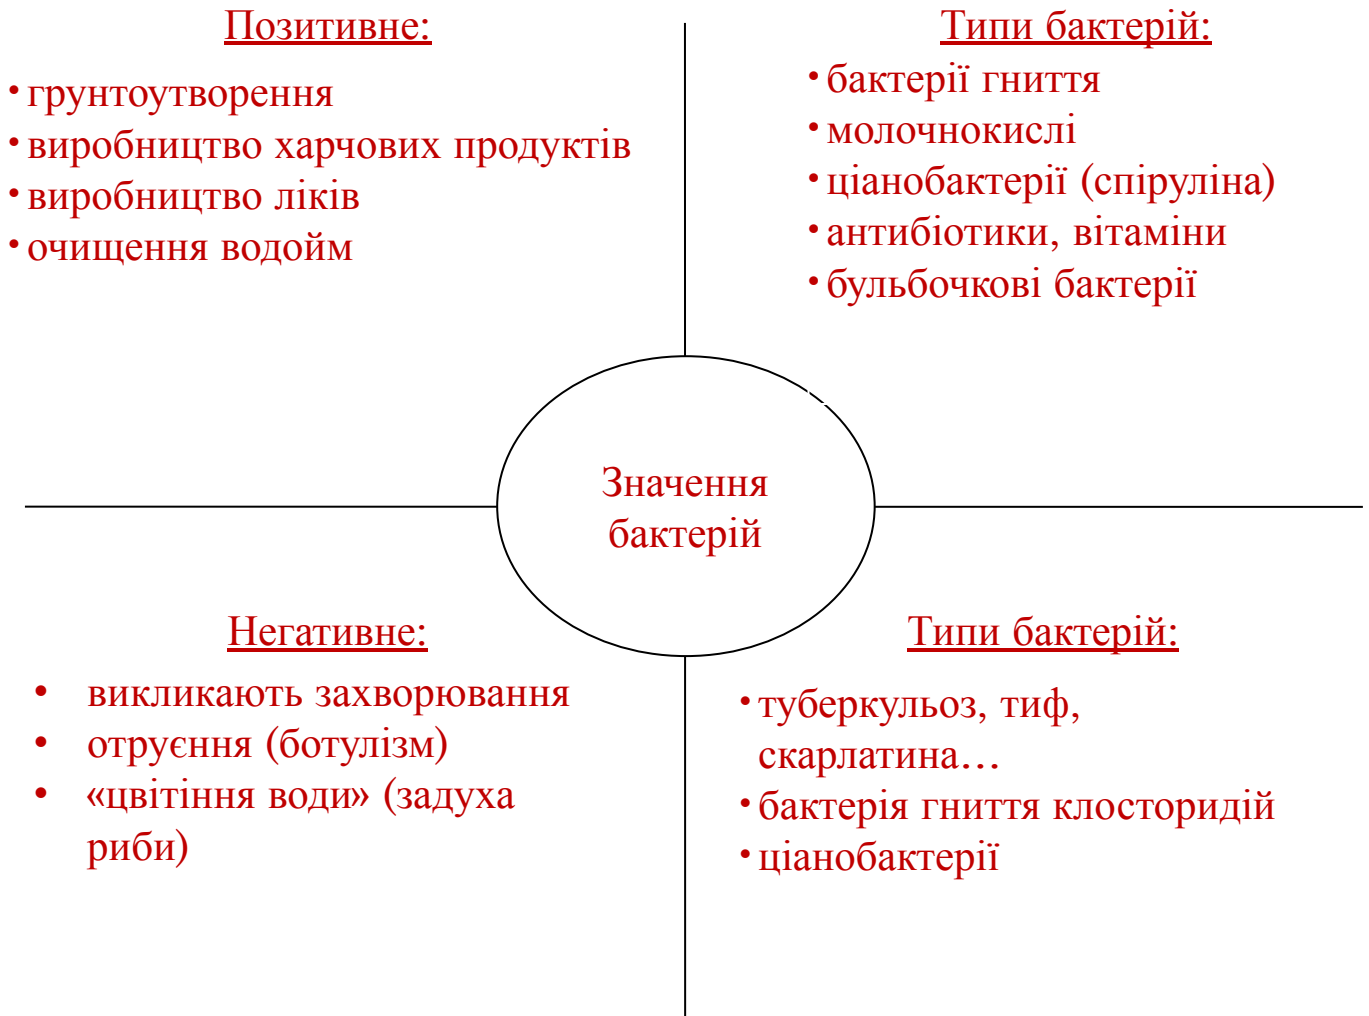 Позитивне:
• грунтоутворення
• виробництво харчових продуктів
• виробництво ліків
• очищення водойм
Типи бактерій:
• бактерії гниття
• молочнокислі
• ціанобактерії (спіруліна)
• антибіотики, вітаміни
• бульбочкові бактерії
Значення
бактерій
Негативне:
• викликають захворювання
• отруєння (ботулізм)
• «цвітіння води» (задуха
риби)
Типи бактерій:
• туберкульоз, тиф,
скарлатина…
• бактерія гниття клосторидій
• ціанобактерії